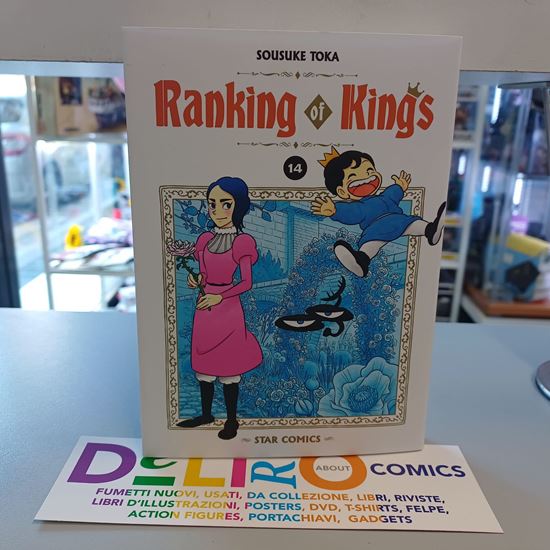 SOUSUKE TOKA
Ranking of Kings
14
STAR COMICS
DeLiRO ABOUT COMICS
FUMETTI NUOVI, USATI, DA COLLEZIONE, LIBRI, RIVISTE,
LIBRI D'ILLUSTRAZIONI, POSTERS, DVD, T-SHIRTS, FELPE,
ACTION FIGURES, PORTACHIAVI, GADGETS